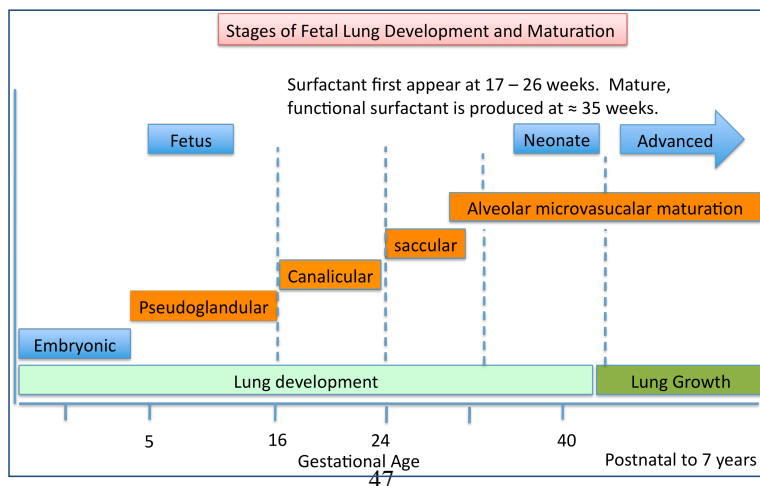 Stages of Fetal Lung Development and Maturation
Surfactant first appear at 17 – 26 weeks. Mature,
functional surfactant is produced at ≈ 35 weeks.
Fetus
Neonate
Advanced
Alveolar microvasucalar maturation
saccular
Canalicular
Pseudoglandular
Embryonic
Lung development
Lung Growth
5
16
24
40
Gestational Age
Postnatal to 7 years
47